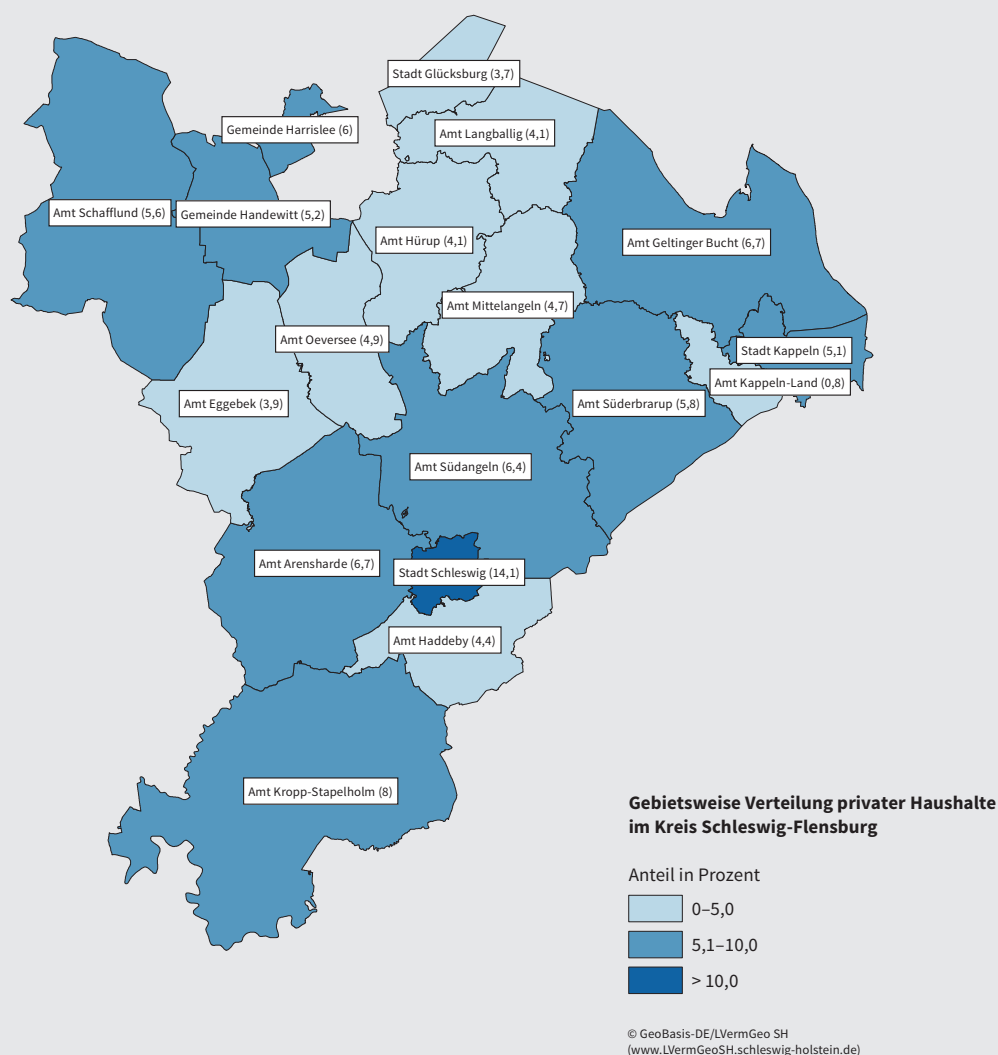 Stadt Glücksburg (3,7)
Gemeinde Harrislee (6)
Amt Langballig (4,1)
Amt Schafflund (5,6)
Gemeinde Handewitt (5,2)
Amt Hürup (4,1)
Amt Geltinger Bucht (6,7)
Amt Mittelangeln (4,7)
Amt Oeversee (4,9)
Stadt Kappeln (5,1)
Amt Kappeln-Land (0,8)
Amt Eggebek (3,9)
Amt Süderbrarup (5,8)
Amt Südangeln (6,4)
Amt Arensharde (6,7)
Stadt Schleswig (14,1)
Amt Haddeby (4,4)
Amt Kropp-Stapelholm (8)
Gebietsweise Verteilung privater Haushalte
im Kreis Schleswig-Flensburg
Anteil in Prozent
0–5,0
5,1–10,0
> 10,0
© GeoBasis-DE/LVermGeo SH
(www.LVermGeoSH.schleswig-holstein.de)